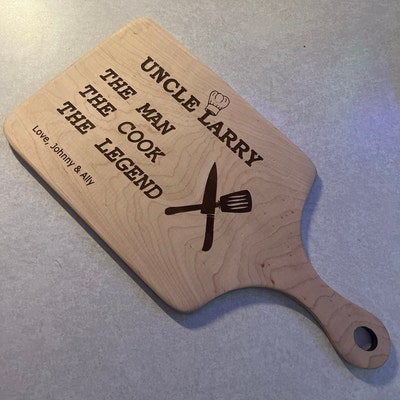 UNCLE LARRY
THE MAN
THE COOK
THE LEGEND
Love, Johnny & Ally